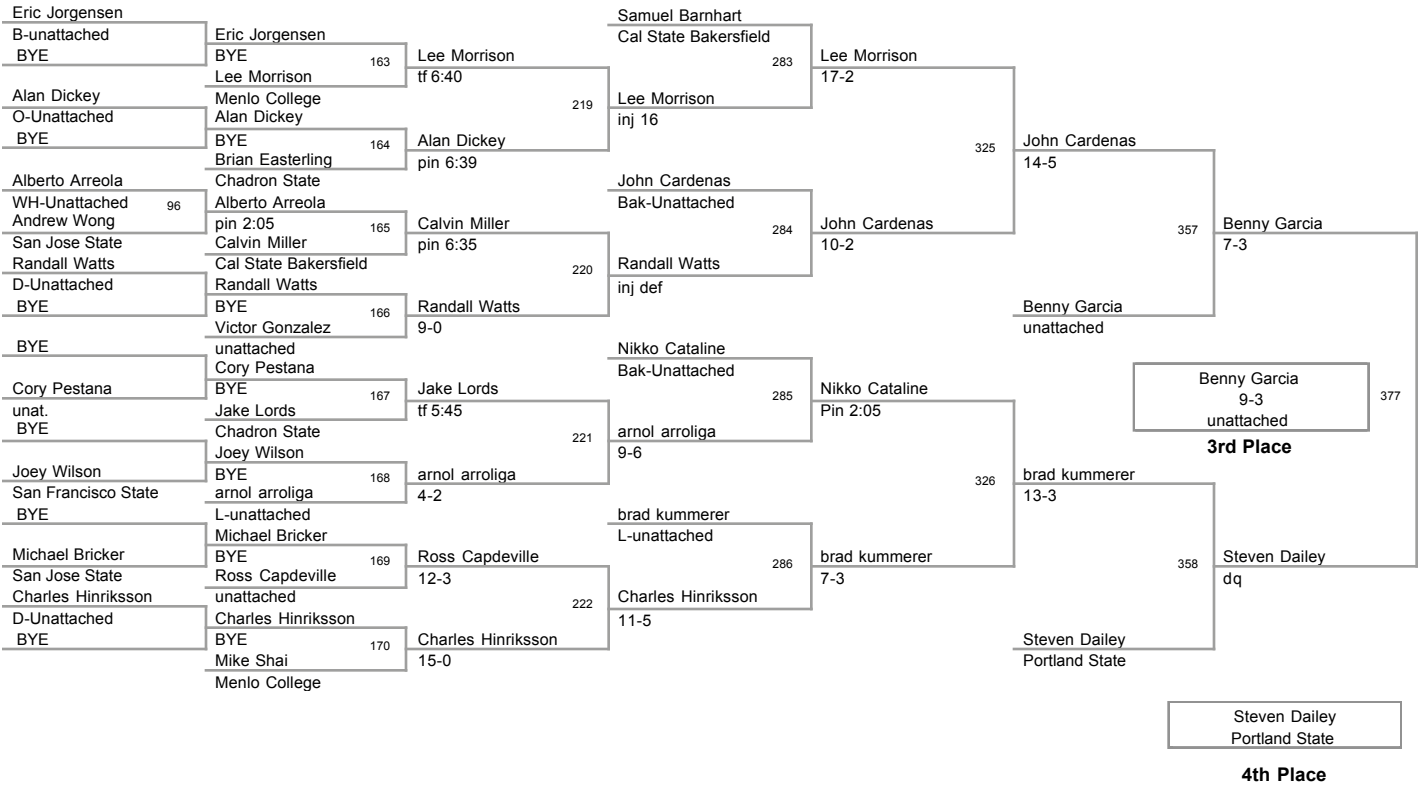 Eric Jorgensen
B-unattached
BYE
Alan Dickey
O-Unattached
BYE
Alberto Arreola
WH-Unattached
96
Andrew Wong
San Jose State
Randall Watts
D-Unattached
BYE
BYE
Cory Pestana
unat.
BYE
Joey Wilson
San Francisco State
BYE
Michael Bricker
San Jose State
Charles Hinriksson
D-Unattached
BYE
Eric Jorgensen
BYE
163
Lee Morrison
Menlo College
Alan Dickey
BYE
164
Brian Easterling
Chadron State
Alberto Arreola
pin 2:05
165
Calvin Miller
Cal State Bakersfield
Randall Watts
BYE
166
Victor Gonzalez
unattached
Cory Pestana
BYE
167
Jake Lords
Chadron State
Joey Wilson
BYE
168
arnol arroliga
L-unattached
Michael Bricker
BYE
169
Ross Capdeville
unattached
Charles Hinriksson
BYE
170
Mike Shai
Menlo College
Lee Morrison
tf 6:40
219
Alan Dickey
pin 6:39
Calvin Miller
pin 6:35
220
Randall Watts
9-0
Jake Lords
tf 5:45
221
arnol arroliga
4-2
Ross Capdeville
12-3
222
Charles Hinriksson
15-0
Samuel Barnhart
Cal State Bakersfield
283
Lee Morrison
inj 16
John Cardenas
Bak-Unattached
284
Randall Watts
inj def
Nikko Cataline
Bak-Unattached
285
arnol arroliga
9-6
brad kummerer
L-unattached
286
Charles Hinriksson
11-5
Lee Morrison
17-2
325
John Cardenas
10-2
Nikko Cataline
Pin 2:05
326
brad kummerer
7-3
John Cardenas
14-5
357
Benny Garcia
unattached
brad kummerer
13-3
358
Steven Dailey
Portland State
Benny Garcia
7-3
377
Steven Dailey
dq
Benny Garcia
9-3
unattached
3rd Place
Steven Dailey
Portland State
4th Place